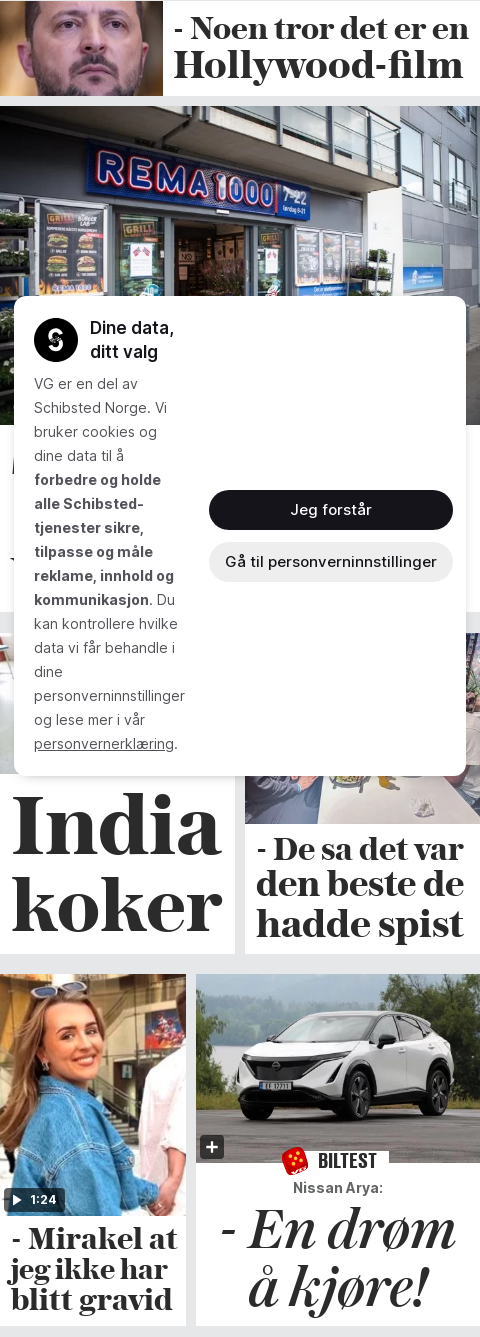 - Noen tror det er en
Hollywood-film
REMA 1000
7-22
GRILL
GRILL
Dine data,
ditt valg
VG er en del av
Schibsted Norge. Vi
bruker cookies og
dine data til å
forbedre og holde
alle Schibsted-
tjenester sikre,
tilpasse og måle
reklame, innhold og
kommunikasjon. Du
kan kontrollere hvilke
data vi får behandle i
dine
personverninnstillinger
og lese mer i vår
personvernerklæring.
Jeg forstår
Gå til personverninnstillinger
India
koker
- De sa det var
den beste de
hadde spist
1:24
- Mirakel at
jeg ikke har
blitt gravid
BILTEST
Nissan Arya:
- En drøm
å kjøre!